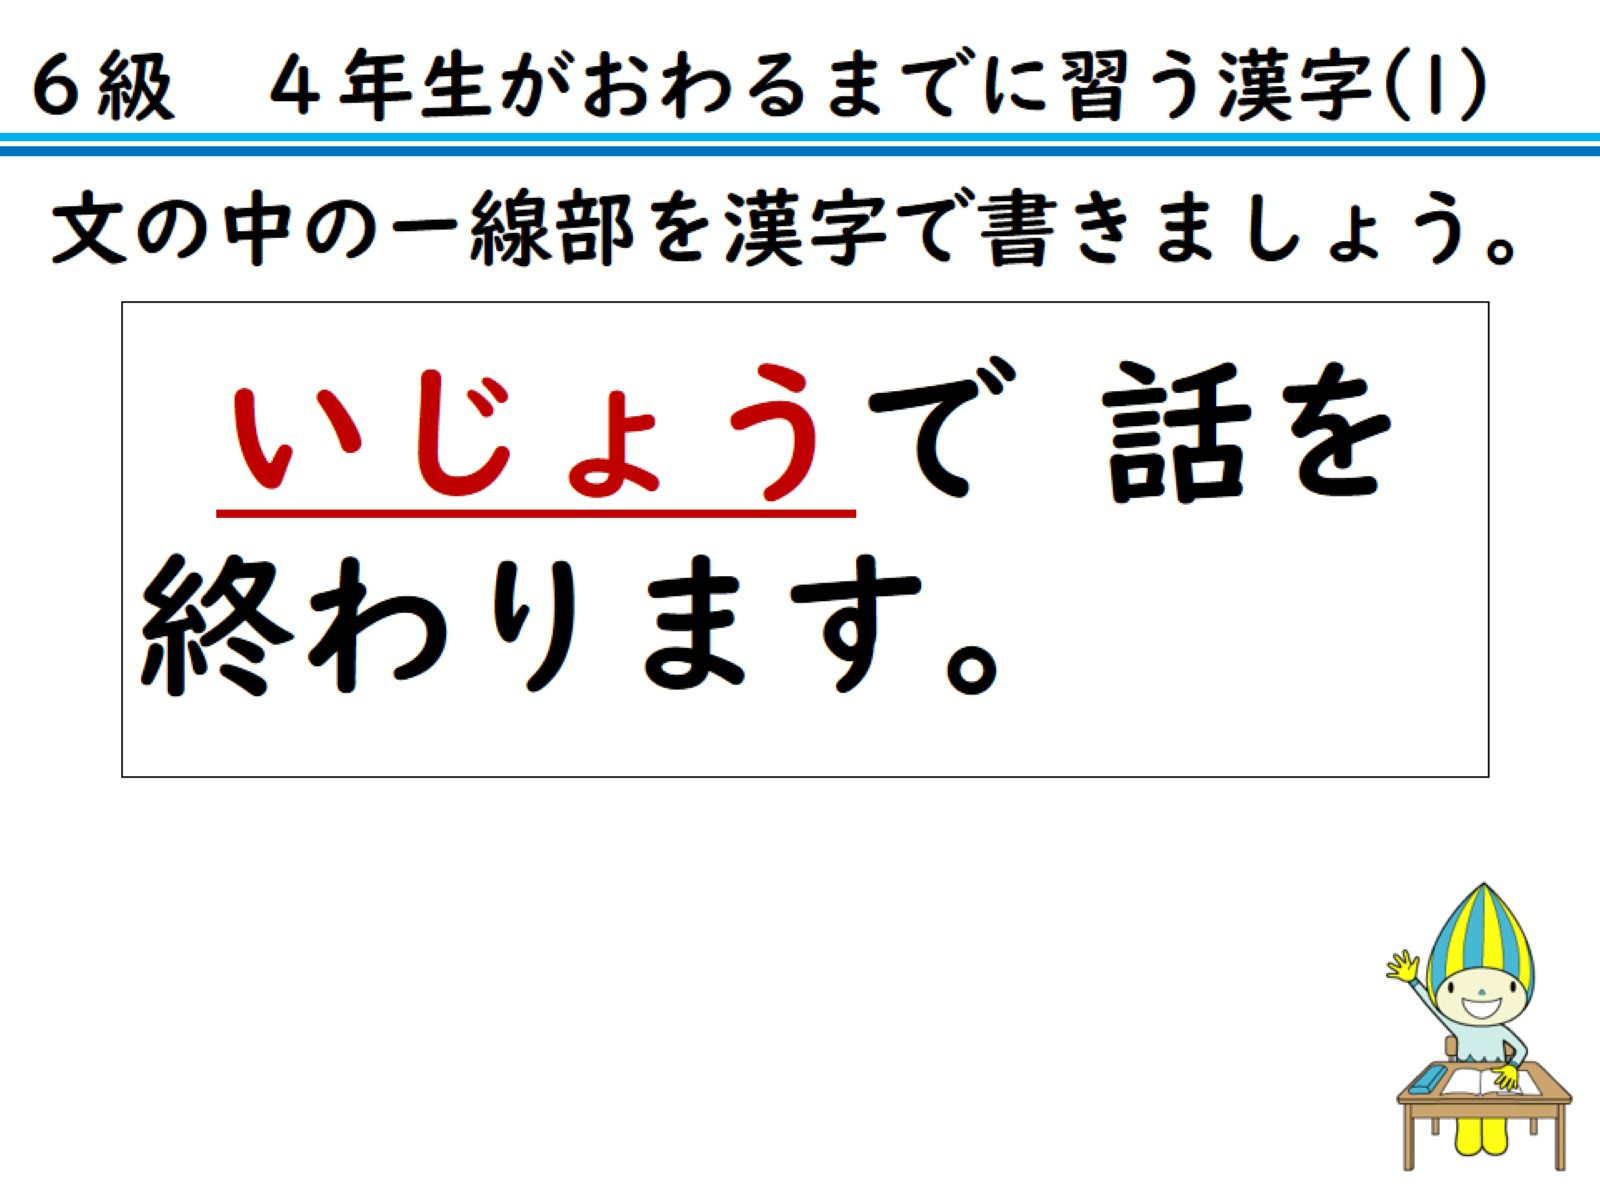 ６級　４年生がおわるまでに習う漢字(1)
文の中の一線部を漢字で書きましょう。
いじょうで 話を
終わります。